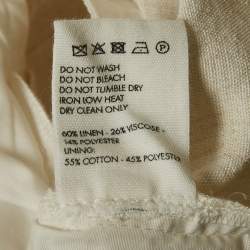 DO NOT WASH
DO NOT BLEACH
DO NOT TUMBLE DRY
IRON LOW HEAT
DRY CLEAN ONLY
60% LINEN - 26% VISCOSE -
14% POLYESTER
LINING:
55% COTTON - 45% POLYESTER